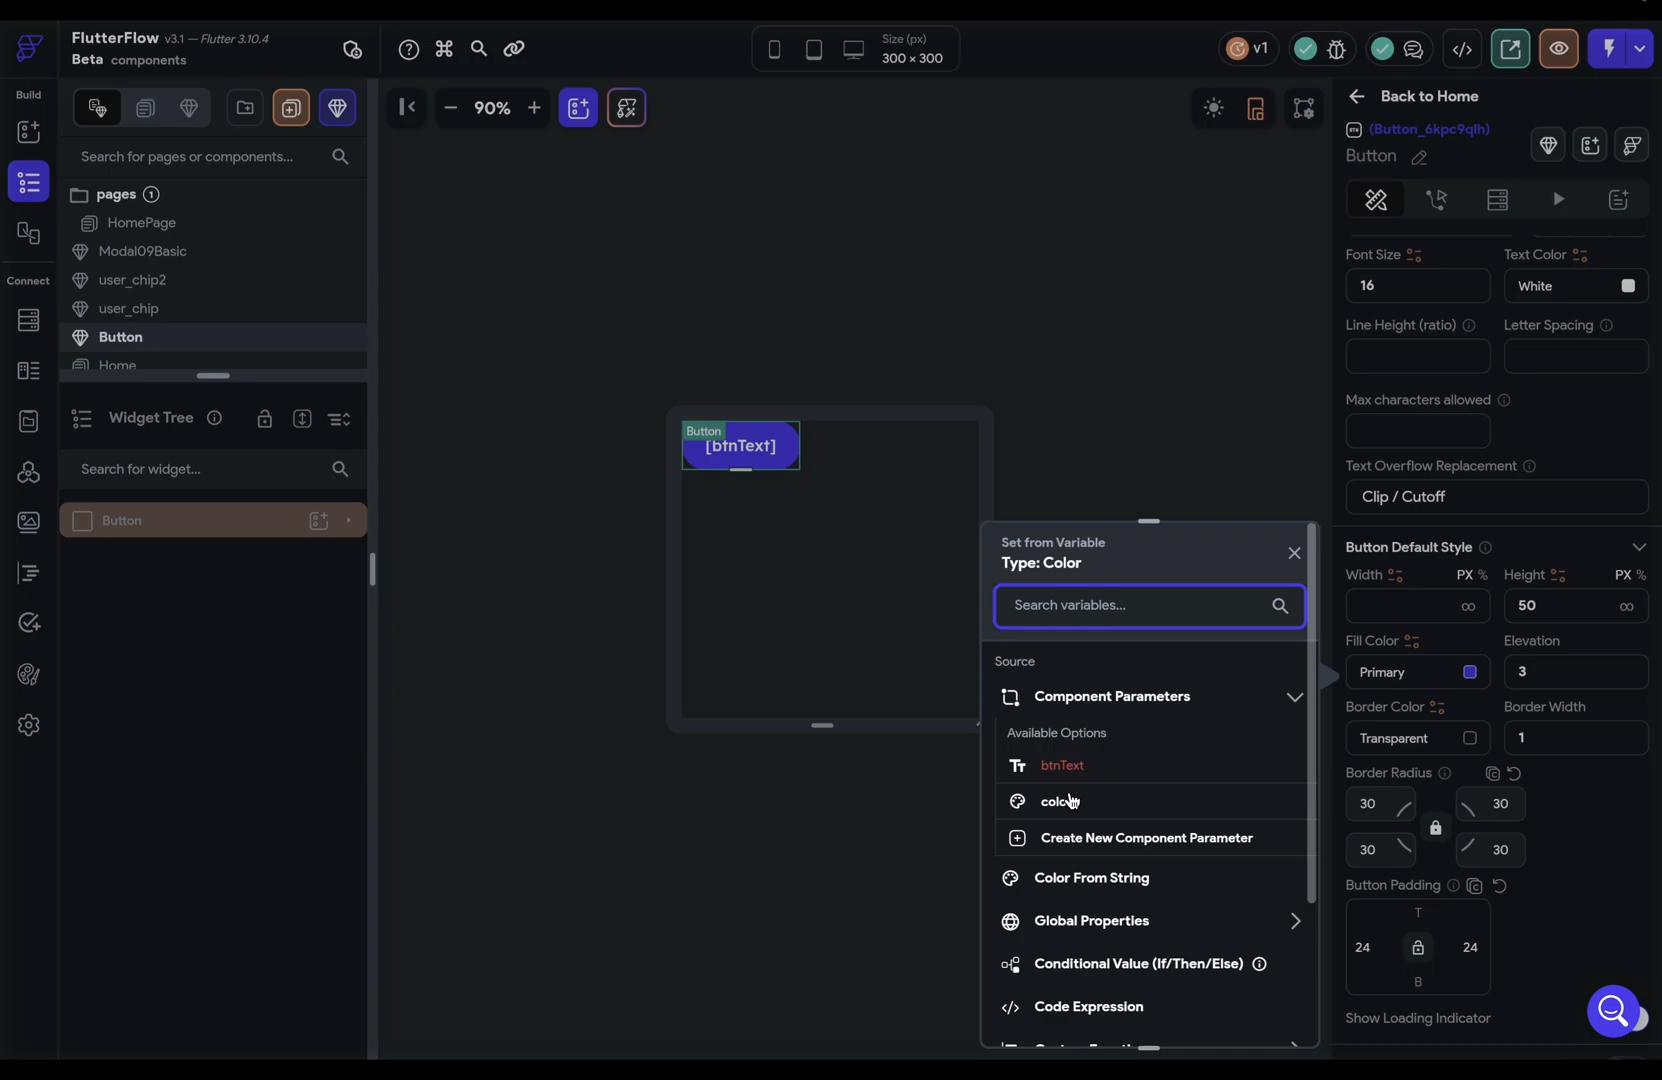 FlutterFlow v3.1 — Flutter 3.10.4
Beta components
90%
Size (px)
300 × 300
v1
Build
Connect
Search for pages or components...
pages 1
HomePage
Modal09Basic
user_chip2
user_chip
Button
Home
Widget Tree
Search for widget...
Button
Button
[btnText]
Set from Variable
Type: Color
Search variables...
Source
Component Parameters
Available Options
btnText
Create New Component Parameter
Color From String
Global Properties
Conditional Value (If/Then/Else)
Code Expression
Back to Home
(Button_6kpc9qlh)
Button
Font Size Text Color
16 White
Line Height (ratio) Letter Spacing
Max characters allowed
Text Overflow Replacement
Clip / Cutoff
Button Default Style
Width PX % Height PX %
∞ 50 ∞
Fill Color Elevation
Primary 3
Border Color Border Width
Transparent 1
Border Radius
30 30
30 30
Button Padding
T
24 24
B
Show Loading Indicator